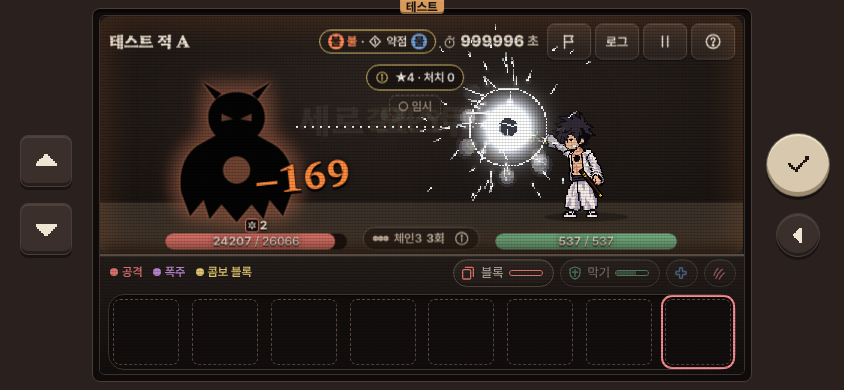 테스트
테스트 적 A
불 · 약점
999996 초
로그
★4 · 처치 0
임시
-169
2
24207 / 26066
체인3 3회
537 / 537
공격 폭주 콤보 블록
블록
막기